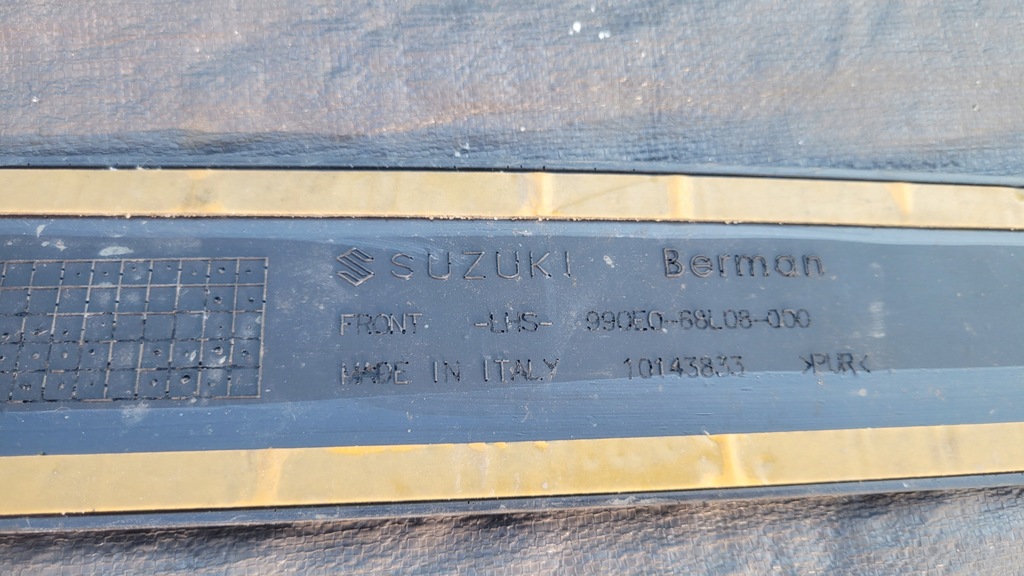 SUZUKI Berman
FRONT -LHS- 990E0-68L08-000
MADE IN ITALY 10143833 >PUR<